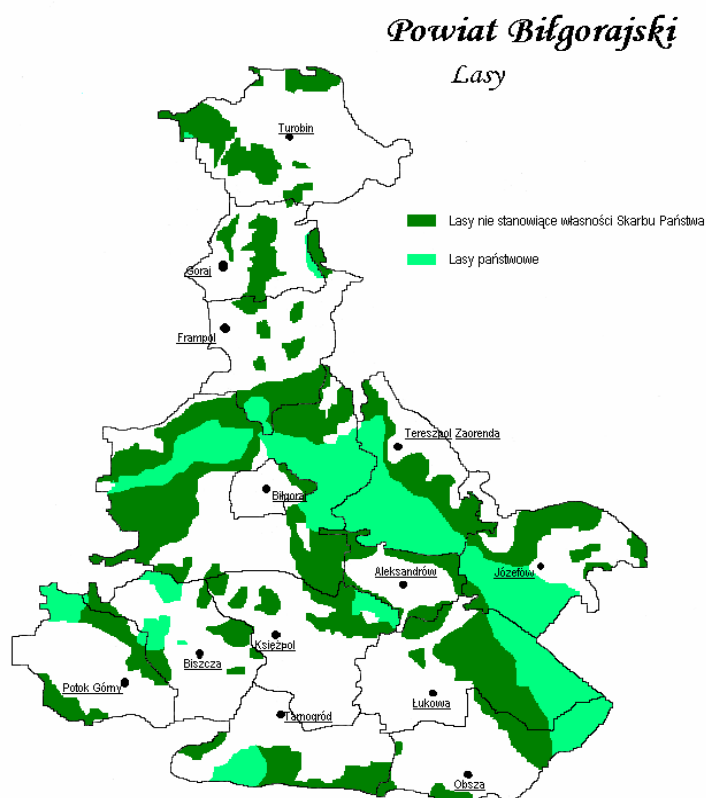 Powiat Biłgorajski
Lasy
Turobin
Lasy nie stanowiące własności Skarbu Państwa
Lasy państwowe
Goraj
Frampol
Tereszpol Zaorenda
Biłgoraj
Aleksandrów
Józefów
Księżpol
Biszcza
Potok Górny
Łukowa
Tarnogród
Obsza